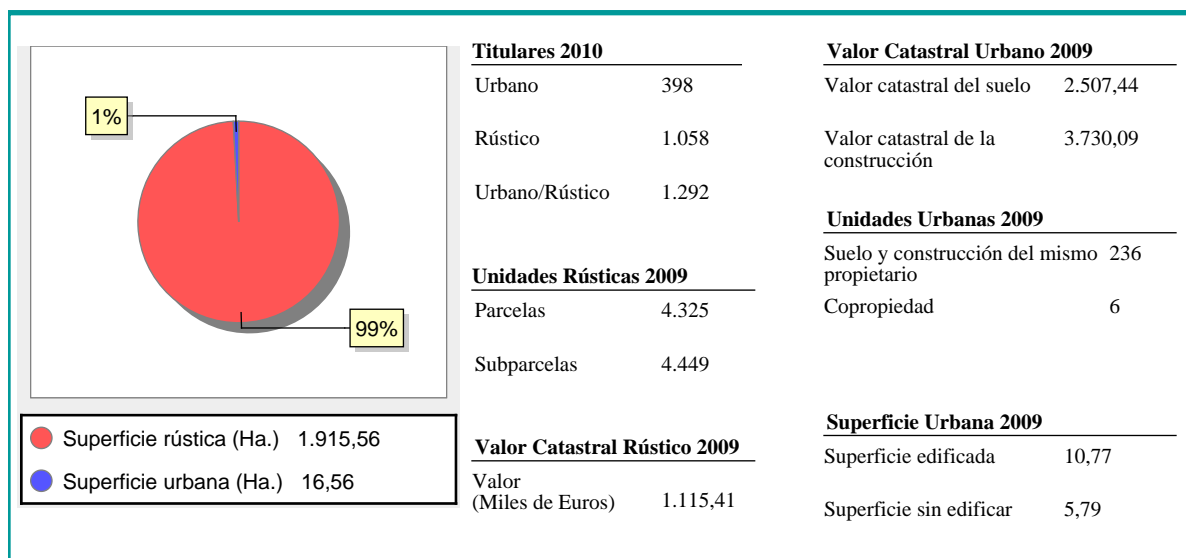 1%
99%
Superficie rústica (Ha.) 1.915,56
Superficie urbana (Ha.) 16,56
Titulares 2010
Urbano 398
Rústico 1.058
Urbano/Rústico 1.292
Unidades Rústicas 2009
Parcelas 4.325
Subparcelas 4.449
Valor Catastral Rústico 2009
Valor
(Miles de Euros) 1.115,41
Valor Catastral Urbano 2009
Valor catastral del suelo 2.507,44
Valor catastral de la 3.730,09
construcción
Unidades Urbanas 2009
Suelo y construcción del mismo 236
propietario
Copropiedad 6
Superficie Urbana 2009
Superficie edificada 10,77
Superficie sin edificar 5,79